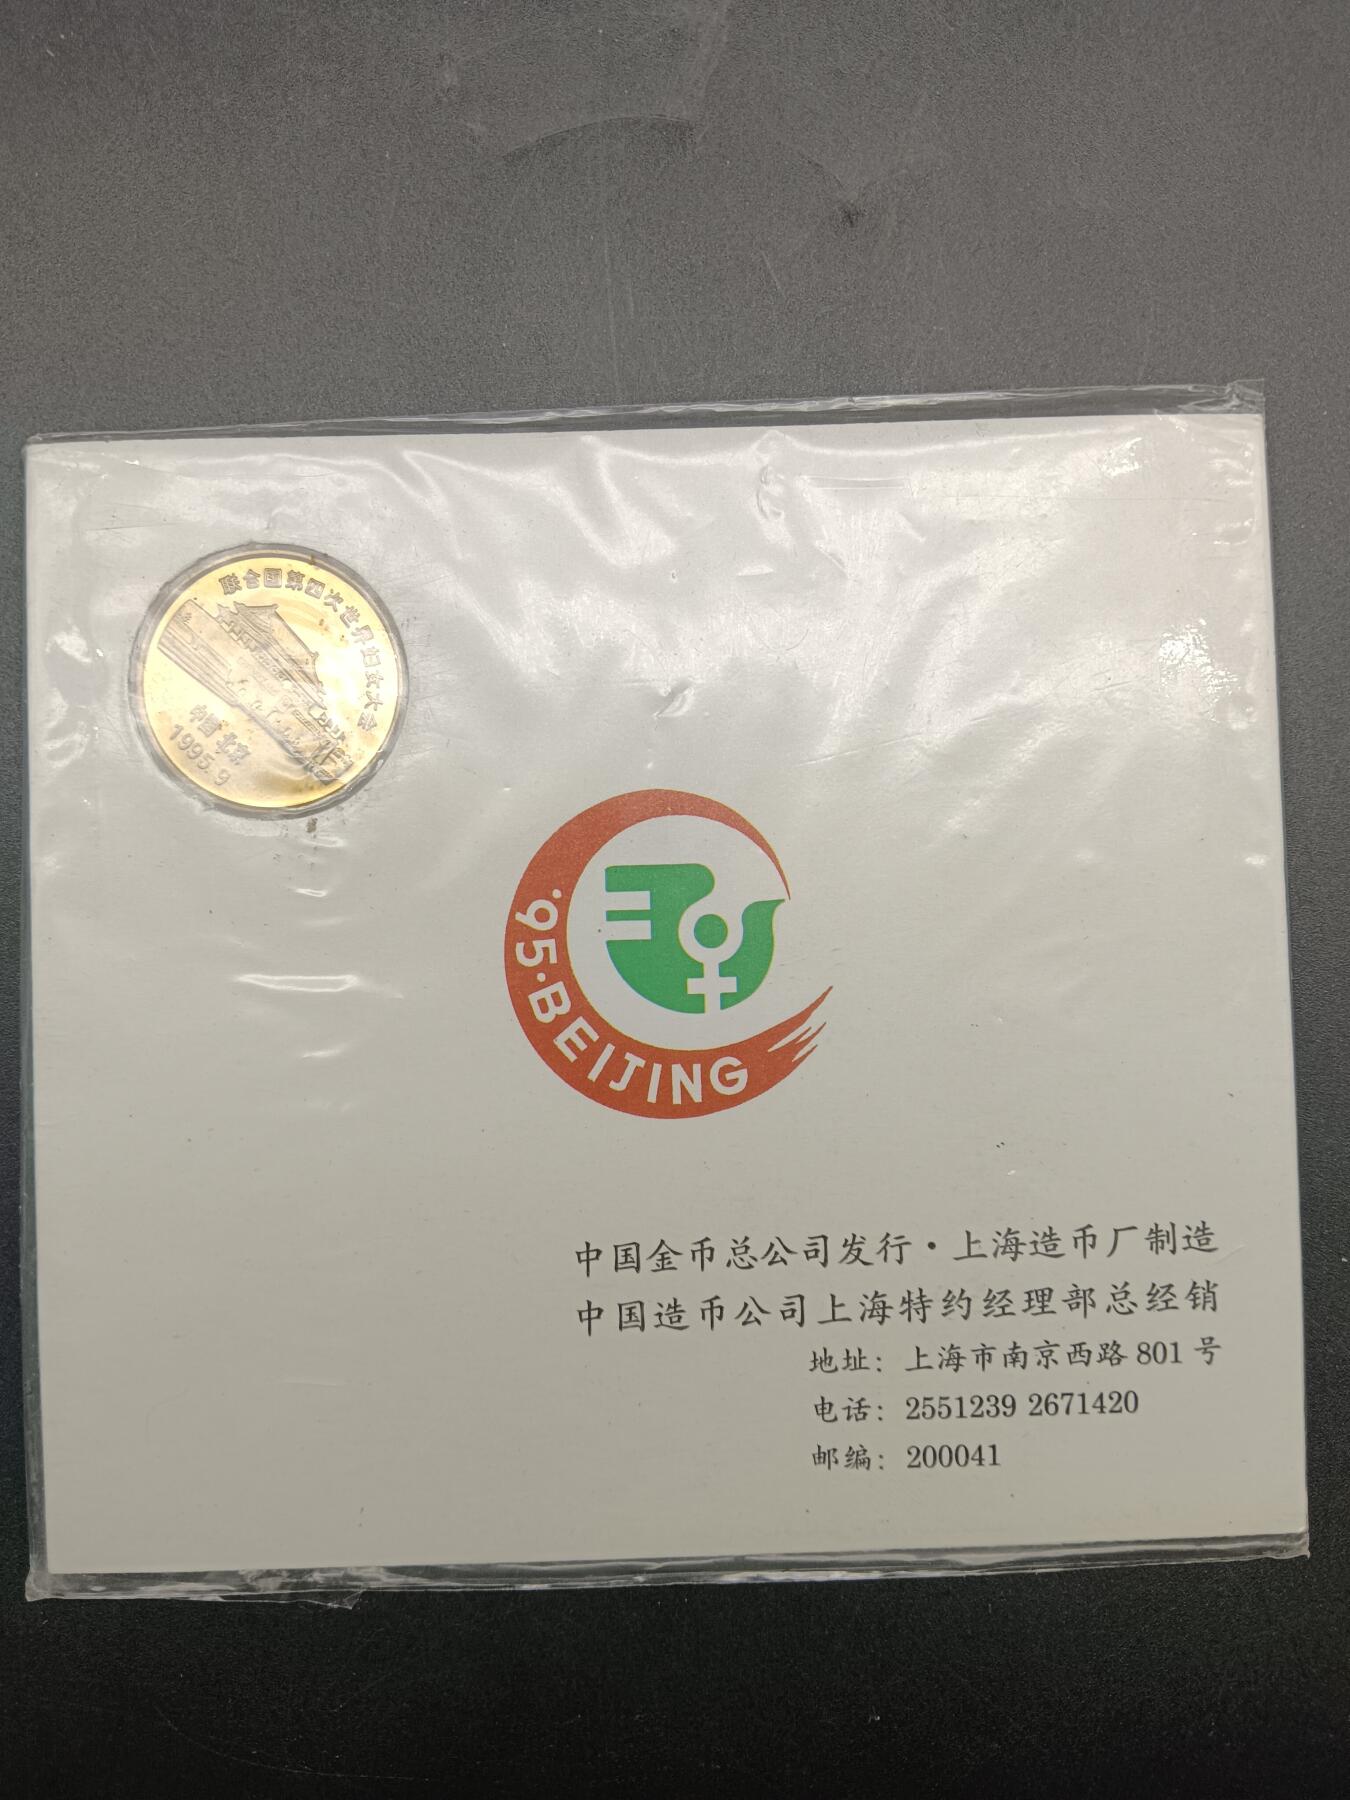 联合国第四次世界妇女大会
中国·北京
1995.9
'95·BEIJING
中国金币总公司发行·上海造币厂制造
中国造币公司上海特约经理部总经销
地址：上海市南京西路 801 号
电话：2551239 2671420
邮编：200041